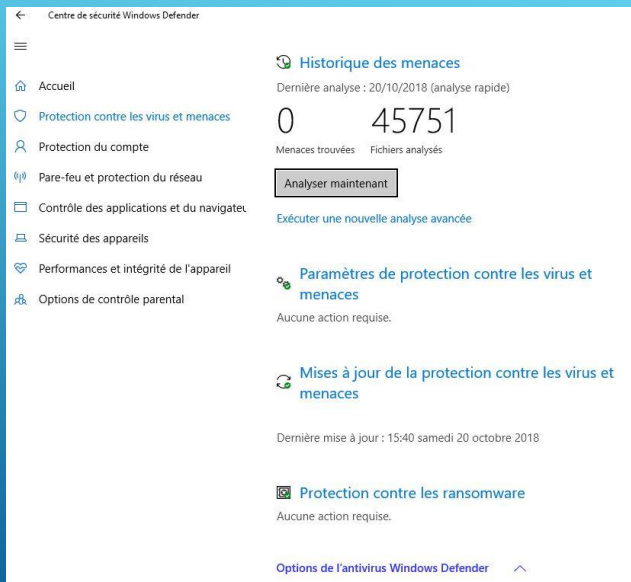 Centre de sécurité Windows Defender
Accueil
Protection contre les virus et menaces
Protection du compte
Pare-feu et protection du réseau
Contrôle des applications et du navigateu
Sécurité des appareils
Performances et intégrité de l'appareil
Options de contrôle parental
Historique des menaces
Dernière analyse : 20/10/2018 (analyse rapide)
0 45751
Menaces trouvées Fichiers analysés
Analyser maintenant
Exécuter une nouvelle analyse avancée
Paramètres de protection contre les virus et
menaces
Aucune action requise.
Mises à jour de la protection contre les virus et
menaces
Dernière mise à jour : 15:40 samedi 20 octobre 2018
Protection contre les ransomware
Aucune action requise.
Options de l'antivirus Windows Defender